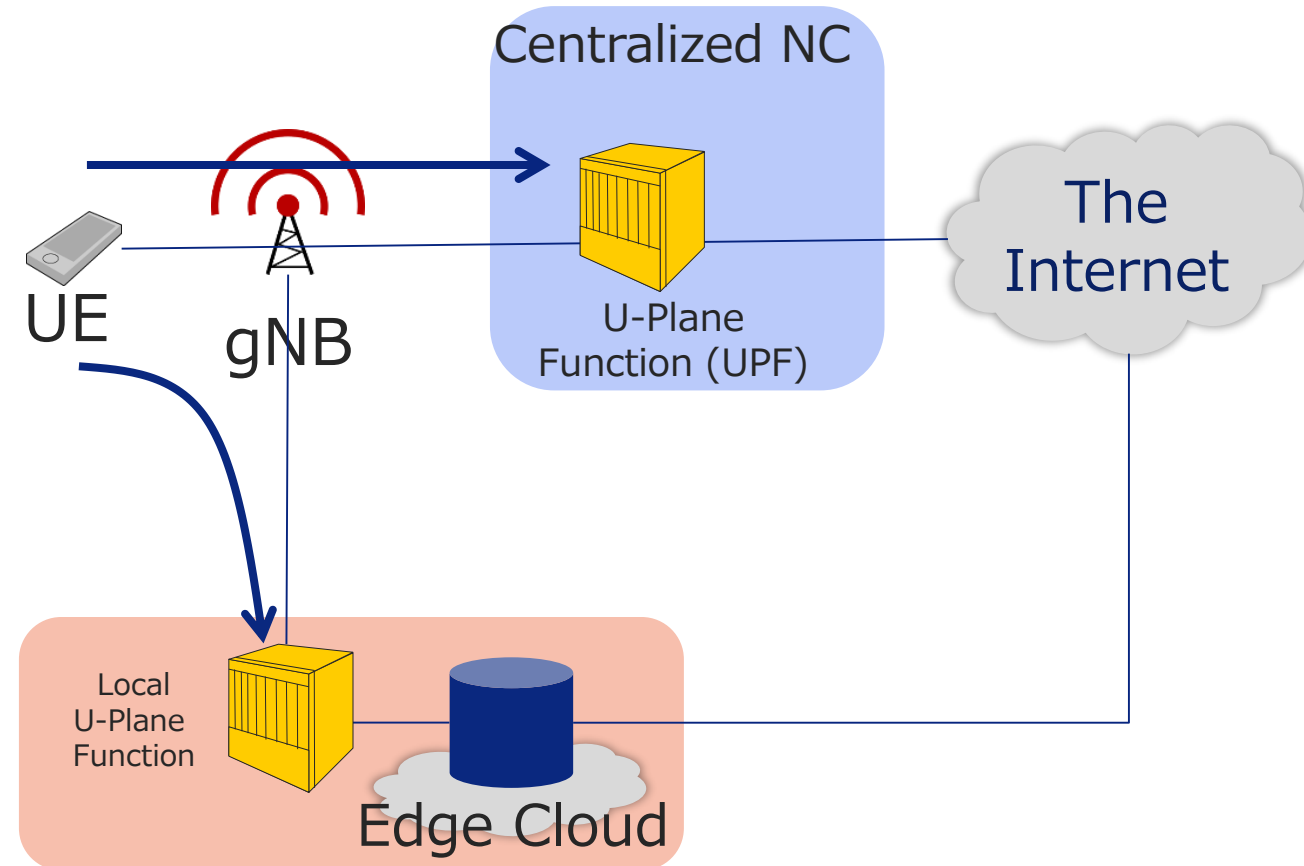 Centralized NC
The
Internet
UE
gNB
U-Plane
Function (UPF)
Local
U-Plane
Function
Edge Cloud